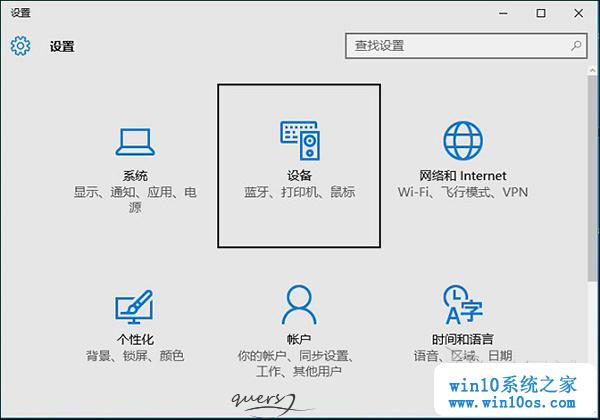 设置
设置
查找设置
系统
显示、通知、应用、电
源
设备
蓝牙、打印机、鼠标
网络和 Internet
Wi-Fi、飞行模式、VPN
个性化
背景、锁屏、颜色
帐户
你的帐户、同步设置、
工作、其他用户
时间和语言
语音、区域、日期
quers
win10系统之家
www.win10os.com